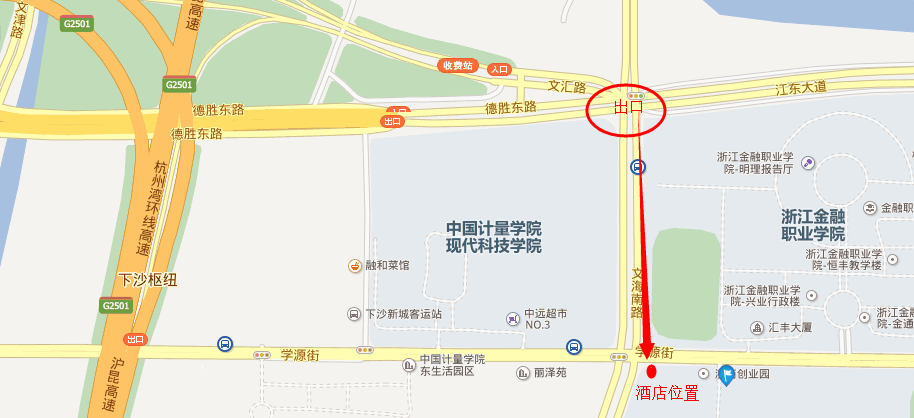 文津路
G2501
沪昆高速
G2501
收费站
入口
文汇路
江东大道
德胜东路
入口
出口
德胜东路
出口
德胜东路
杭州湾环线高速
浙江金融职业学
院-明理报告厅
中国计量学院
现代科技学院
浙江金融
职业学院
金融职
浙江金融职业学
院-恒丰教学楼
融和菜馆
下沙枢纽
文海南路
浙江金融职业学
院-兴业行政楼
G2501
下沙新城客运站
中远超市
NO.3
汇丰大厦
浙江金融
院-金通
出口
学源街
学源街
沪昆高速
中国计量学院
东生活园区
丽泽苑
创业园
酒店位置